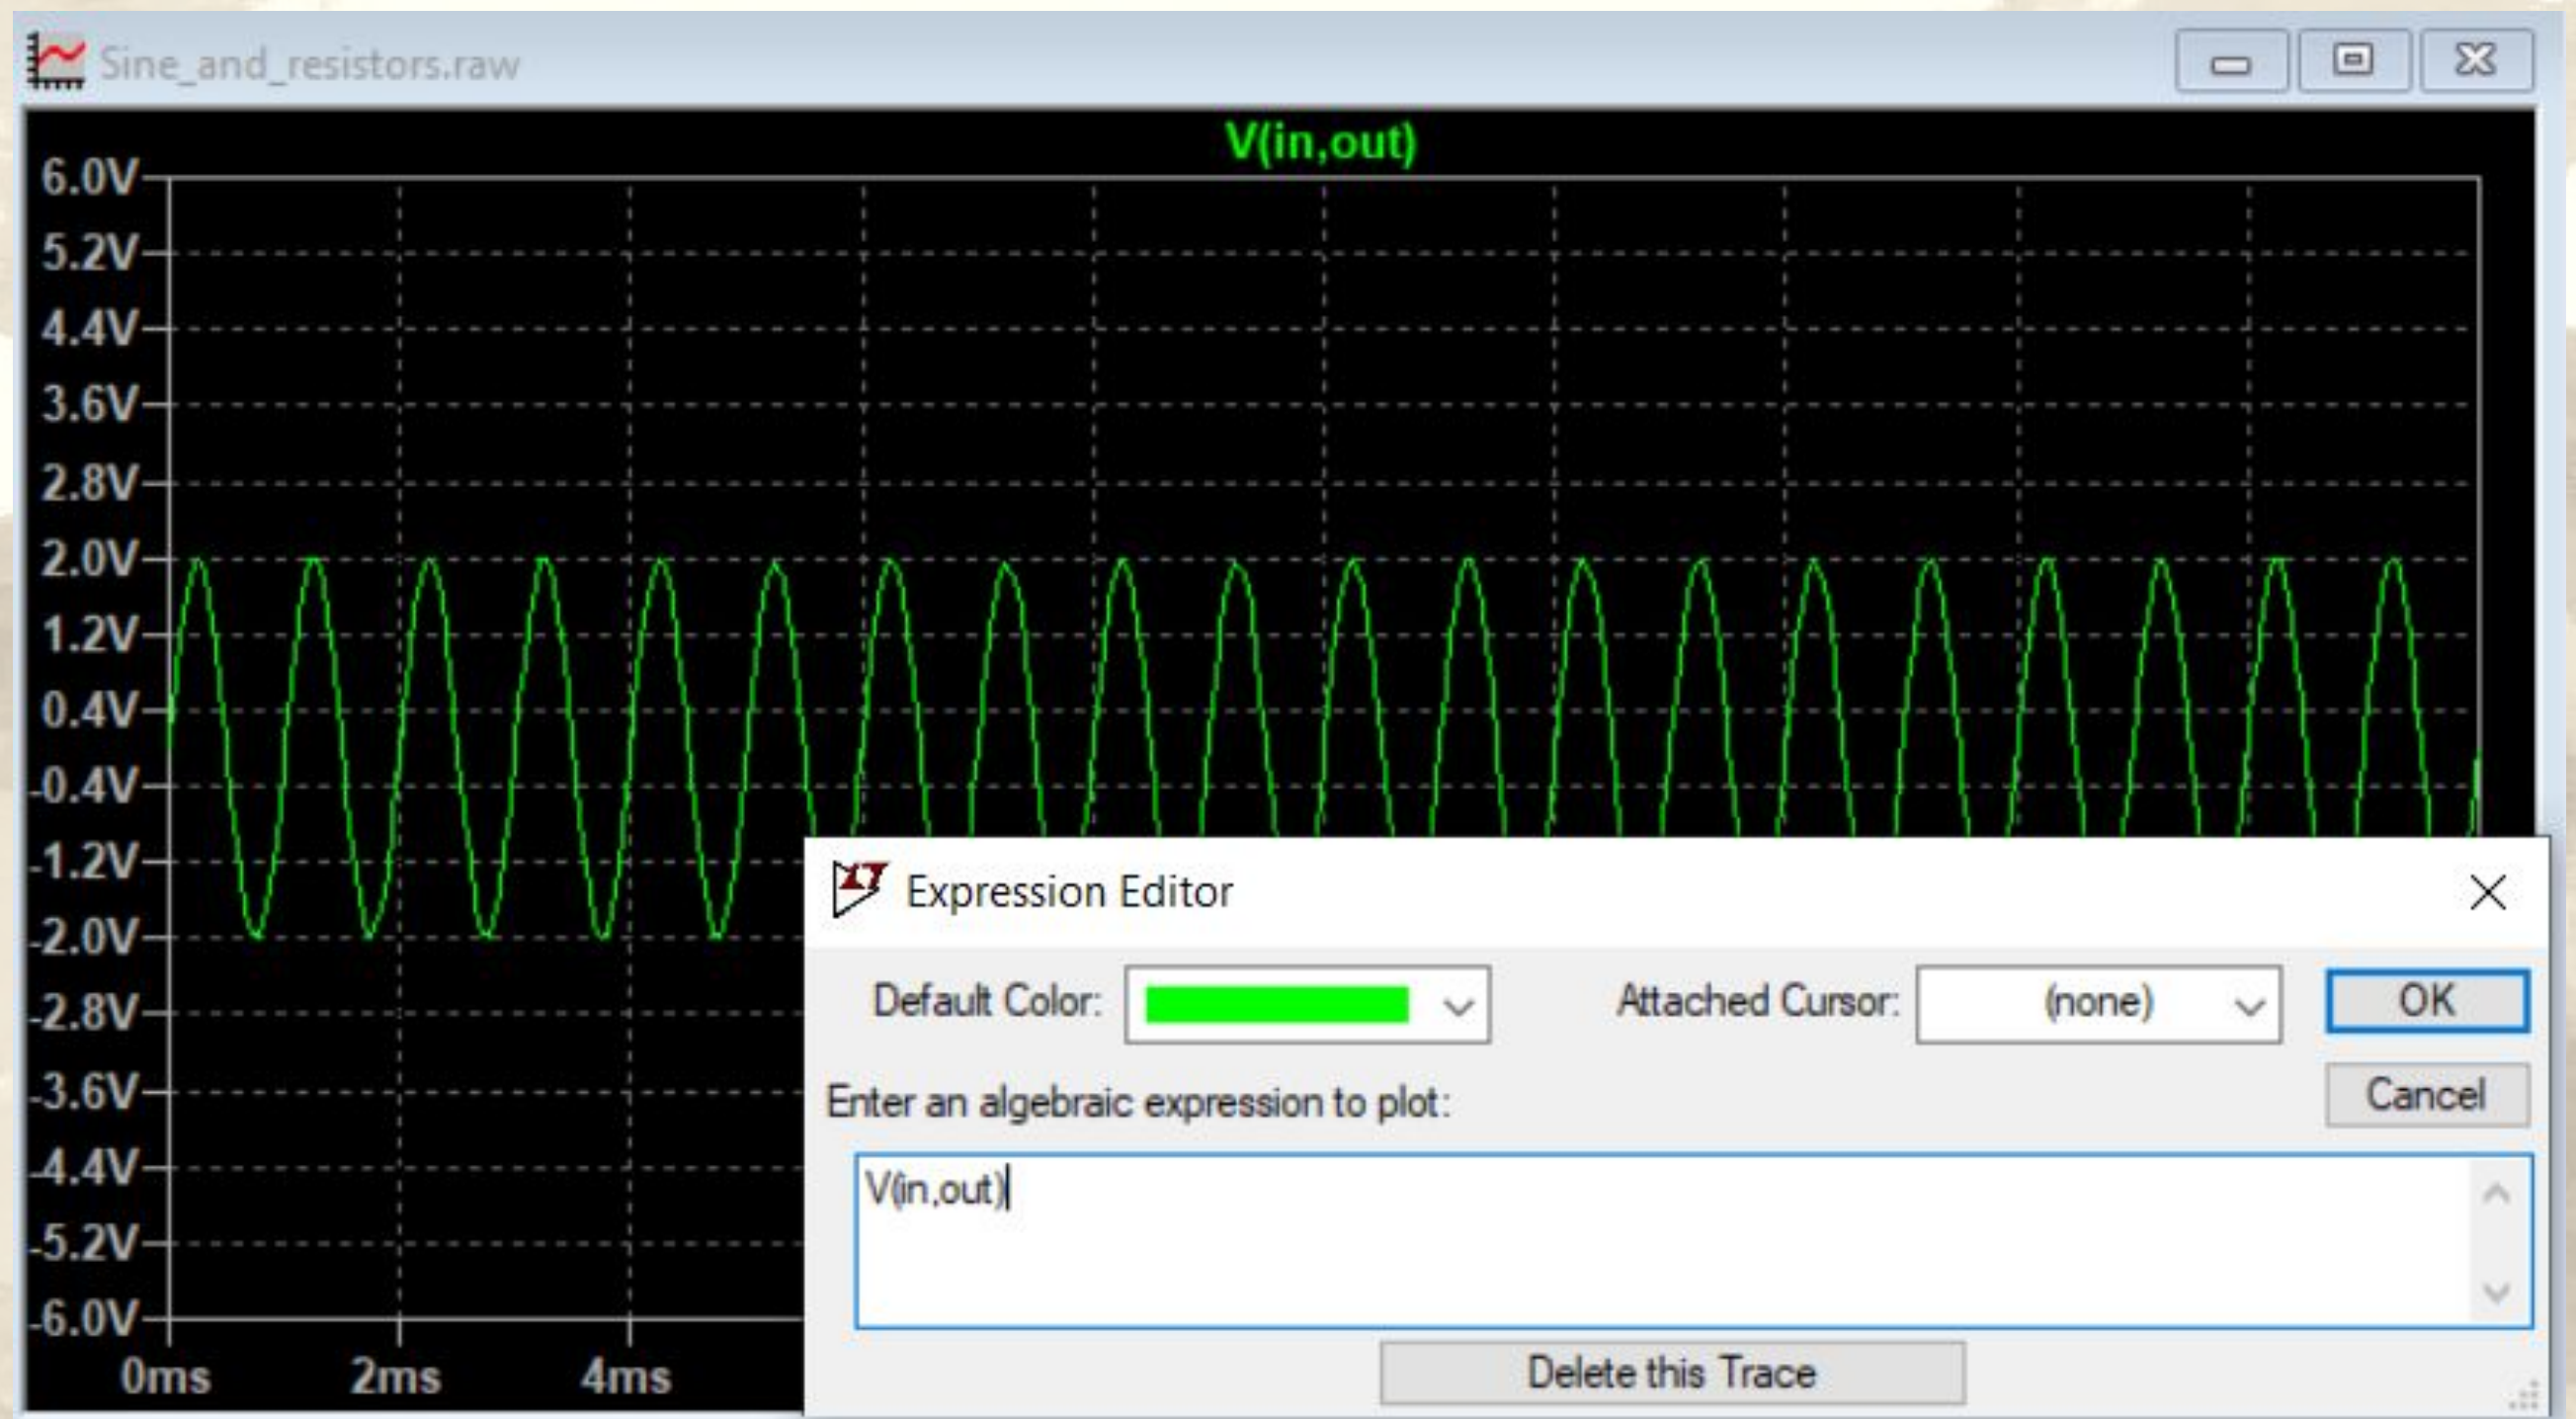 Sine_and_resistors.raw
V(in,out)
6.0V
5.2V
4.4V
3.6V
2.8V
2.0V
1.2V
0.4V
-0.4V
-1.2V
-2.0V
-2.8V
-3.6V
-4.4V
-5.2V
-6.0V
0ms 2ms 4ms
Expression Editor
Default Color: Attached Cursor: (none) OK
Enter an algebraic expression to plot: Cancel
V(in,out)
Delete this Trace